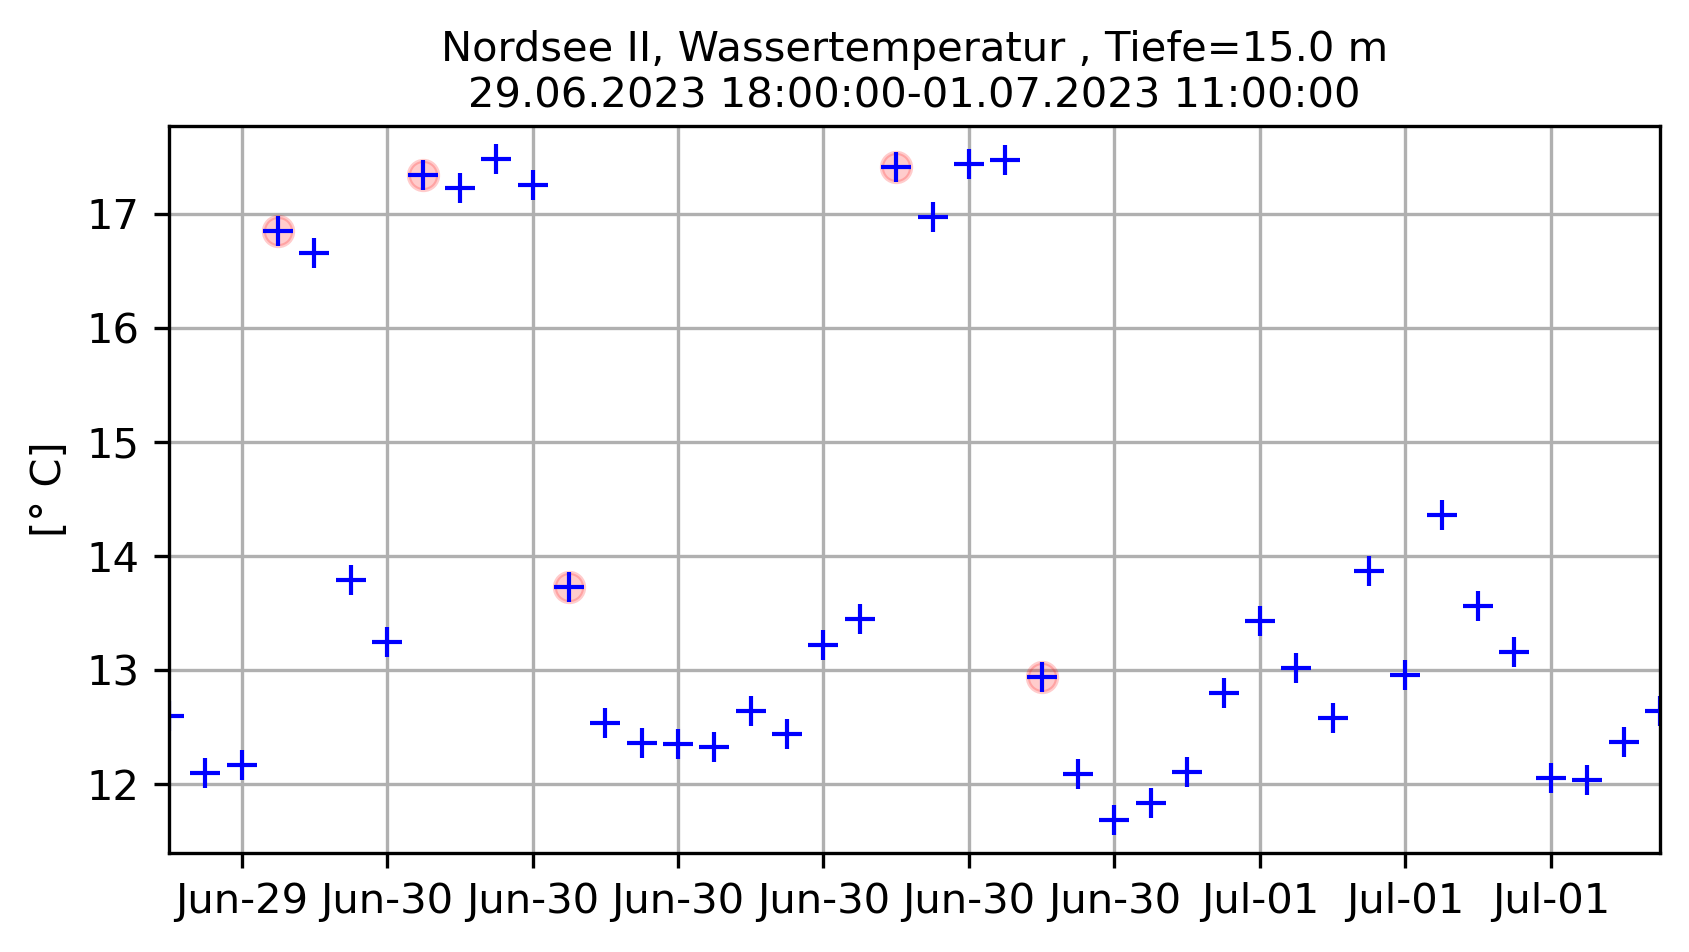 Nordsee II, Wassertemperatur , Tiefe=15.0 m
29.06.2023 18:00:00-01.07.2023 11:00:00
[° C]
17
16
15
14
13
12
Jun-29 Jun-30 Jun-30 Jun-30 Jun-30 Jun-30 Jun-30 Jul-01 Jul-01 Jul-01